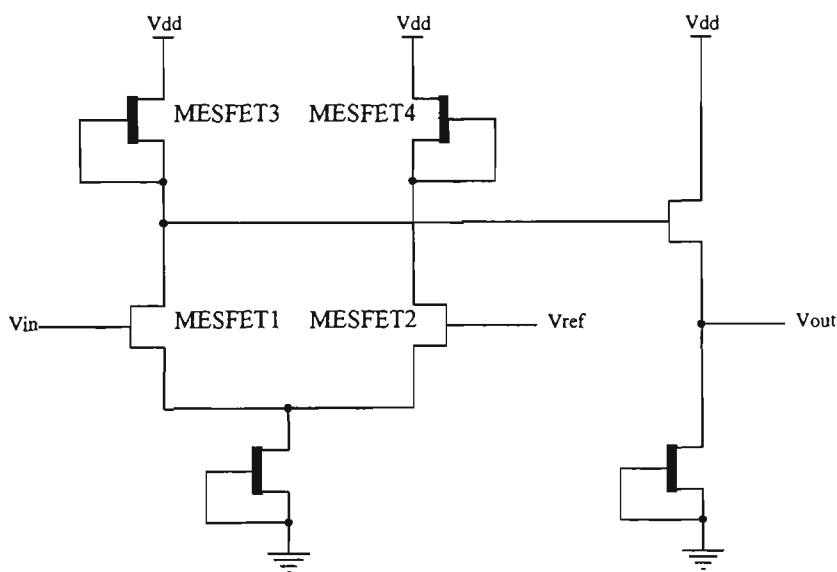 Vdd Vdd Vdd
MESFET3 MESFET4
Vin MESFET1 MESFET2 Vref Vout